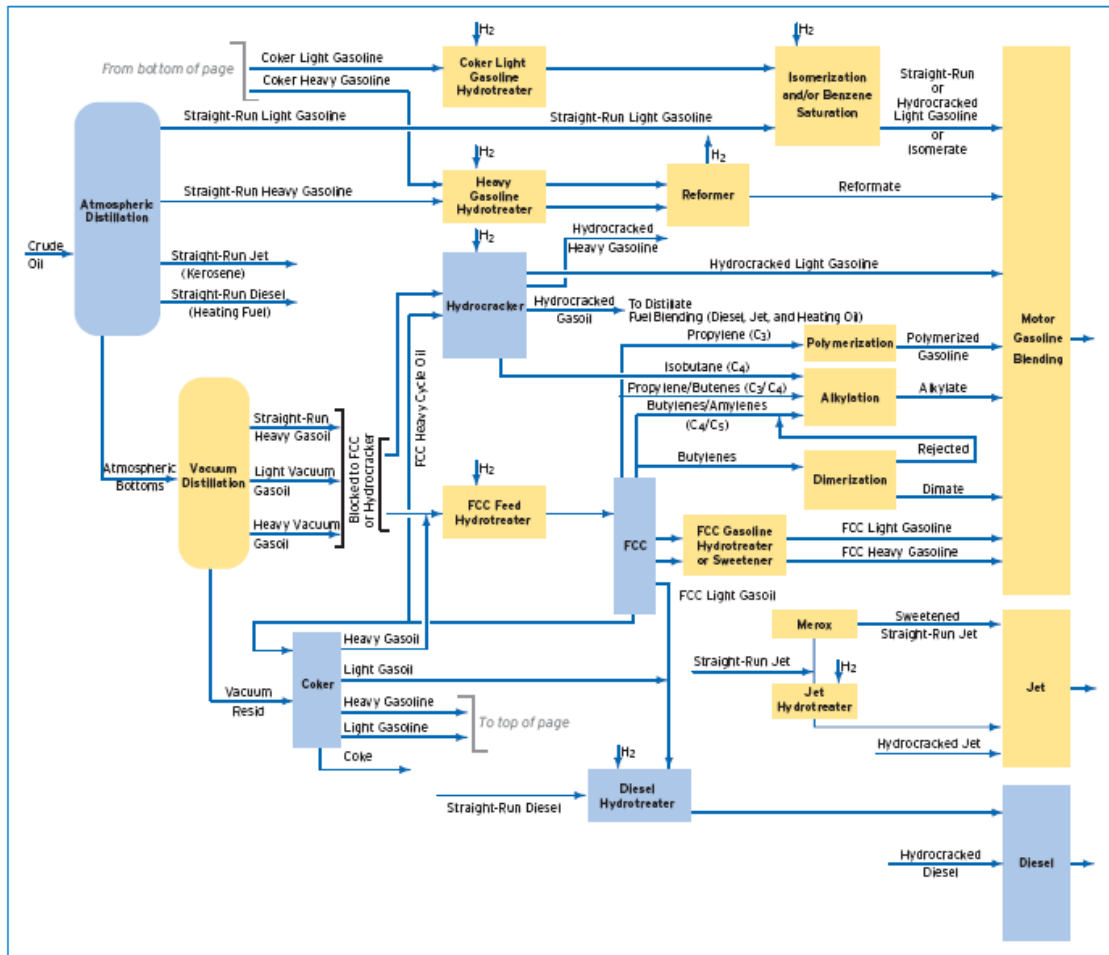 H2
H2
From bottom of page
Coker Light Gasoline
Coker Heavy Gasoline
Coker Light
Gasoline
Hydrotreater
Isomerization
and/or Benzene
Saturation
Straight-Run
or
Hydrocracked
Light Gasoline
or
Isomerate
Straight-Run Light Gasoline
Straight-Run Light Gasoline
H2
H2
Atmospheric
Distillation
Straight-Run Heavy Gasoline
Heavy
Gasoline
Hydrotreater
Reformer
Reformate
Crude
Oil
Straight-Run Jet
(Kerosene)
Straight-Run Diesel
(Heating Fuel)
H2
Hydrocracked
Heavy Gasoline
Hydrocracker
Hydrocracked Light Gasoline
Hydrocracked
Gasoil
To Distillate
Fuel Blending (Diesel, Jet, and Heating Oil)
Motor
Gasoline
Blending
Propylene (C3)
Polymerization
Polymerized
Gasoline
Isobutane (C4)
Propylene/Butenes (C3/C4)
Butylenes/Amylenes
(C4/C5)
Alkylation
Alkylate
FCC Heavy Cycle Oil
Butylenes
Rejected
Dimerization
Dimate
Atmospheric
Bottoms
Vacuum
Distillation
Straight-Run
Heavy Gasoil
Light Vacuum
Gasoil
Heavy Vacuum
Gasoil
Blocked to FCC
or Hydrocracker
H2
FCC Feed
Hydrotreater
FCC
FCC Gasoline
Hydrotreater
or Sweetener
FCC Light Gasoline
FCC Heavy Gasoline
FCC Light Gasoil
Merox
Sweetened
Straight-Run Jet
Straight-Run Jet
H2
Jet
Hydrotreater
Jet
Hydrocracked Jet
Vacuum
Resid
Coker
Heavy Gasoil
Light Gasoil
Heavy Gasoline
Light Gasoline
To top of page
Coke
H2
Straight-Run Diesel
Diesel
Hydrotreater
Hydrocracked
Diesel
Diesel